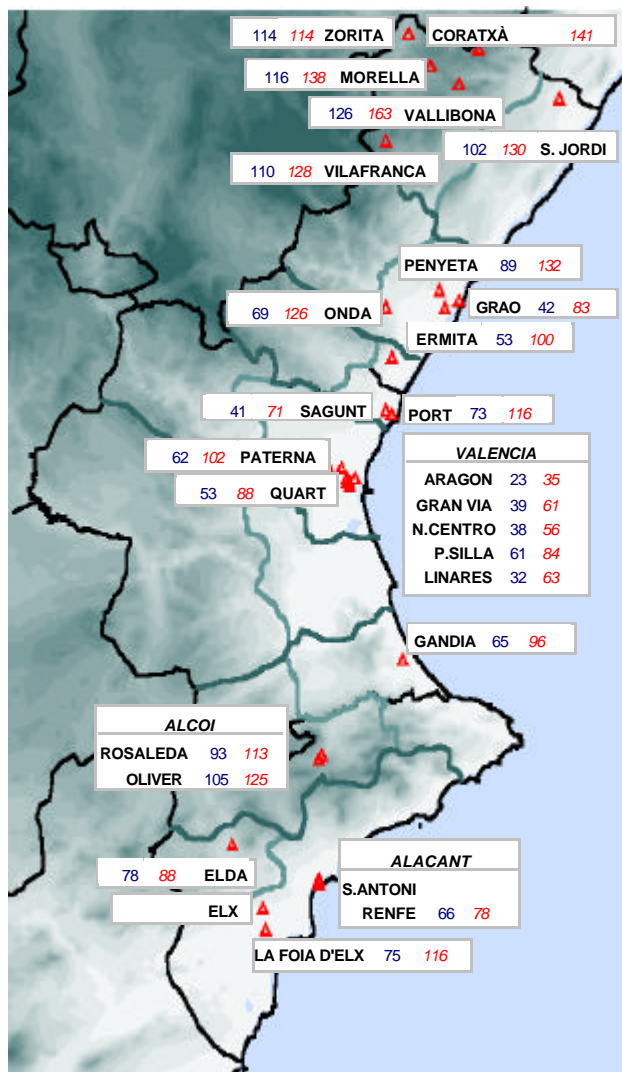 114 114 ZORITA
CORATXÀ 141
116 138 MORELLA
126 163 VALLIBONA
102 130 S. JORDI
110 128 VILAFRANCA
PENYETA 89 132
69 126 ONDA
GRAO 42 83
ERMITA 53 100
41 71 SAGUNT
PORT 73 116
62 102 PATERNA
53 88 QUART
VALENCIA
ARAGON 23 35
GRAN VIA 39 61
N.CENTRO 38 56
P.SILLA 61 84
LINARES 32 63
GANDIA 65 96
ALCOI
ROSALEDA 93 113
OLIVER 105 125
78 88 ELDA
ELX
ALACANT
S.ANTONI
RENFE 66 78
LA FOIA D'ELX 75 116